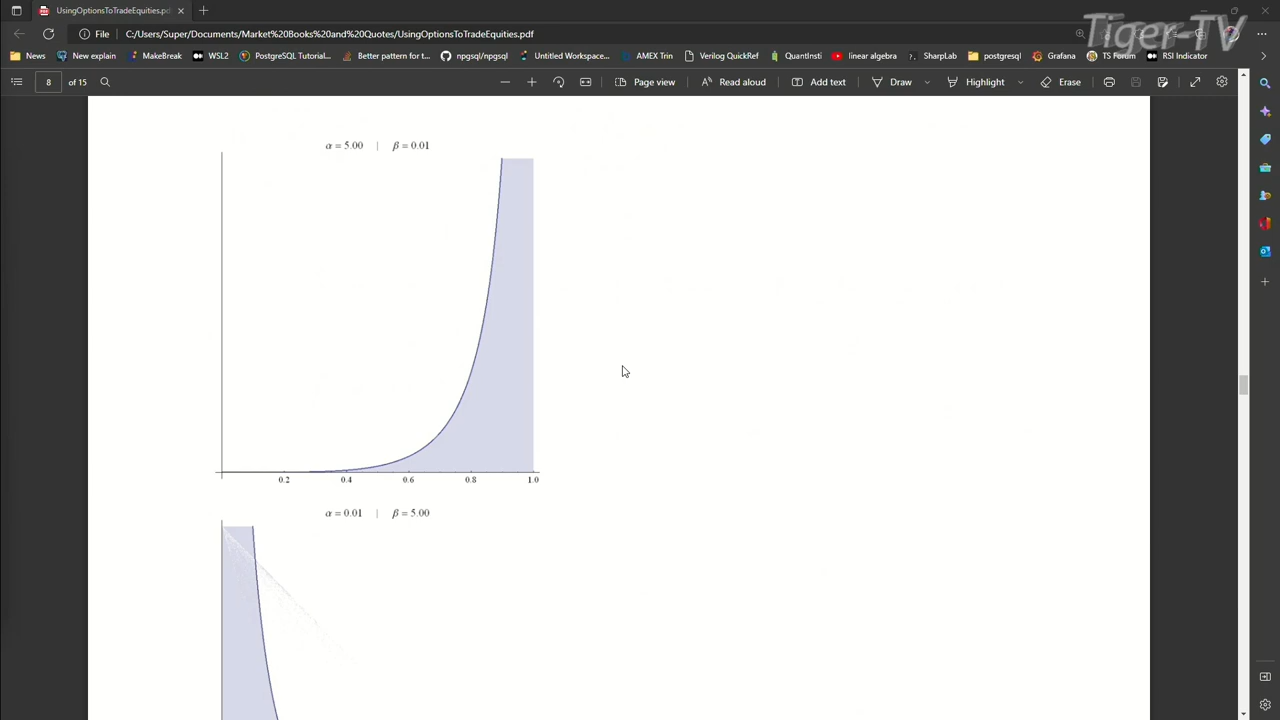 UsingOptionsToTradeEquities.pd
Tiger-TV
File
C:/Users/Super/Documents/Market%20Books%20and%20Quotes/UsingOptionsToTradeEquities.pdf
News
New explain
MakeBreak
WSL2
PostgreSQL Tutorial...
Better pattern for t...
npgsql/npgsql
Untitled Workspace...
AMEX Trin
Verilog QuickRef
QuantInsti
linear algebra
SharpLab
postgresql
Grafana
TS Forum
RSI Indicator
8 of 15
Page view
Read aloud
Add text
Draw
Highlight
Erase
α = 5.00 | β = 0.01
0.2 0.4 0.6 0.8 1.0
α = 0.01 | β = 5.00